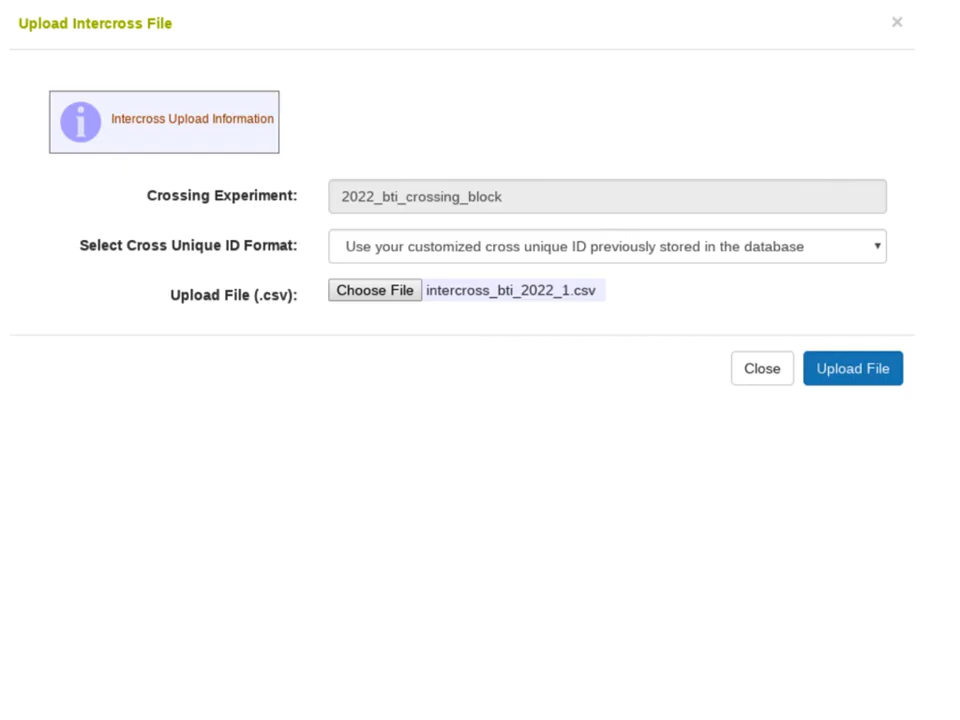 Upload Intercross File ×
Intercross Upload Information
Crossing Experiment: 2022_bti_crossing_block
Select Cross Unique ID Format: Use your customized cross unique ID previously stored in the database
Upload File (.csv): Choose File intercross_bti_2022_1.csv
Close Upload File